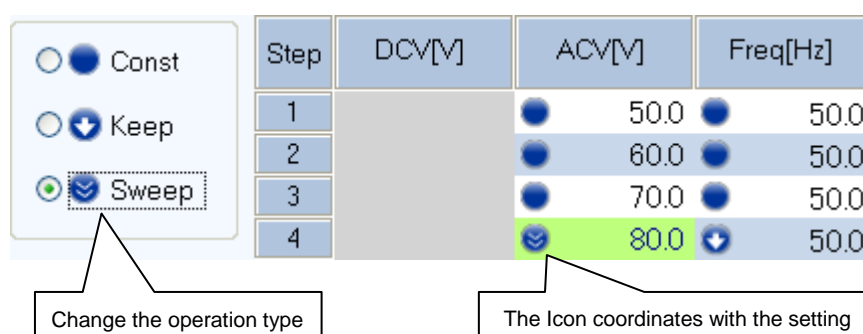 Const
Keep
Sweep
Step DCV[V] ACV[V] Freq[Hz]
1 50.0 50.0
2 60.0 50.0
3 70.0 50.0
4 80.0 50.0
Change the operation type
The Icon coordinates with the setting